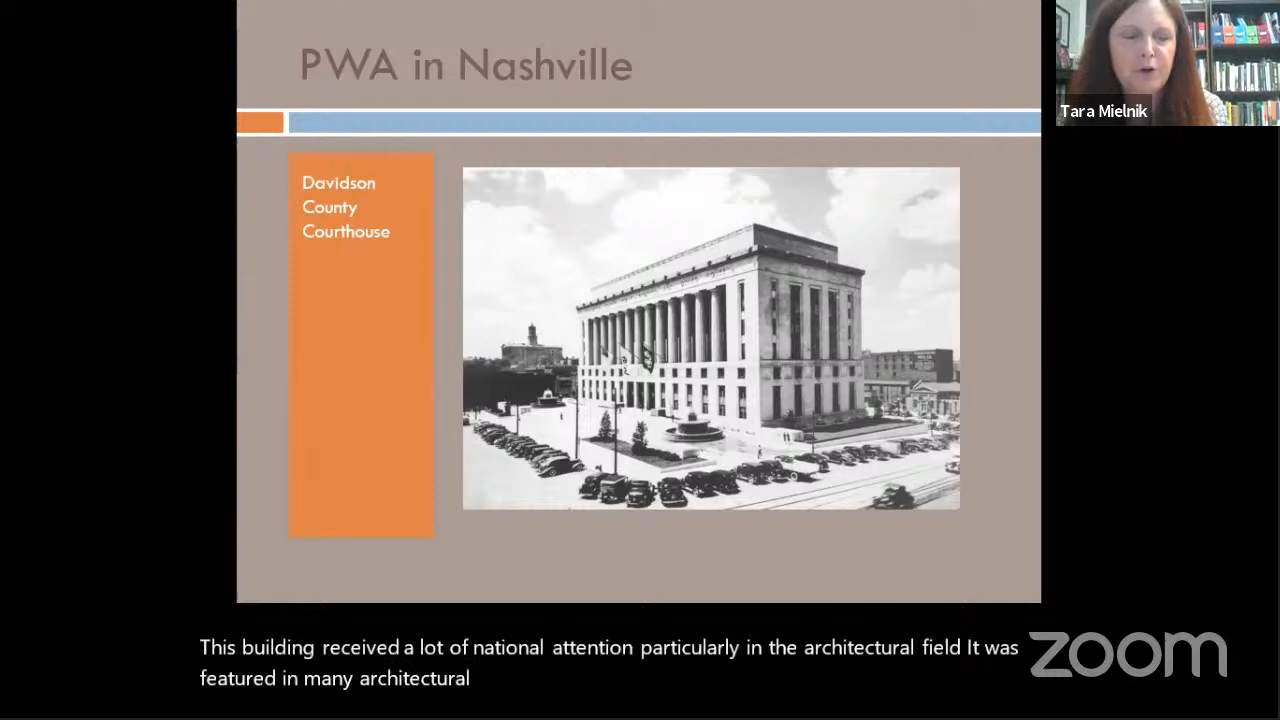 PWA in Nashville
Tara Mielnik
Davidson
County
Courthouse
This building received a lot of national attention particularly in the architectural field It was
featured in many architectural
zoom